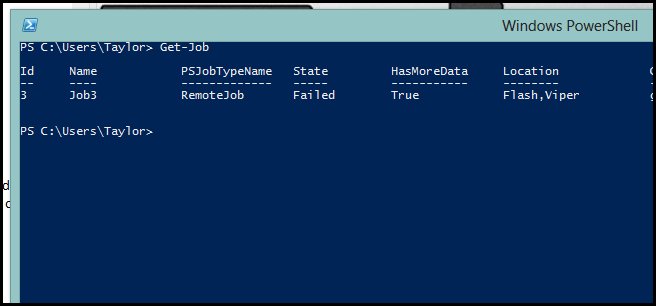 Windows PowerShell
PS C:\Users\Taylor> Get-Job
Id Name PSJobTypeName State HasMoreData Location
-- ---- ------------- ----- ----------- --------
3 Job3 RemoteJob Failed True Flash,Viper
PS C:\Users\Taylor>